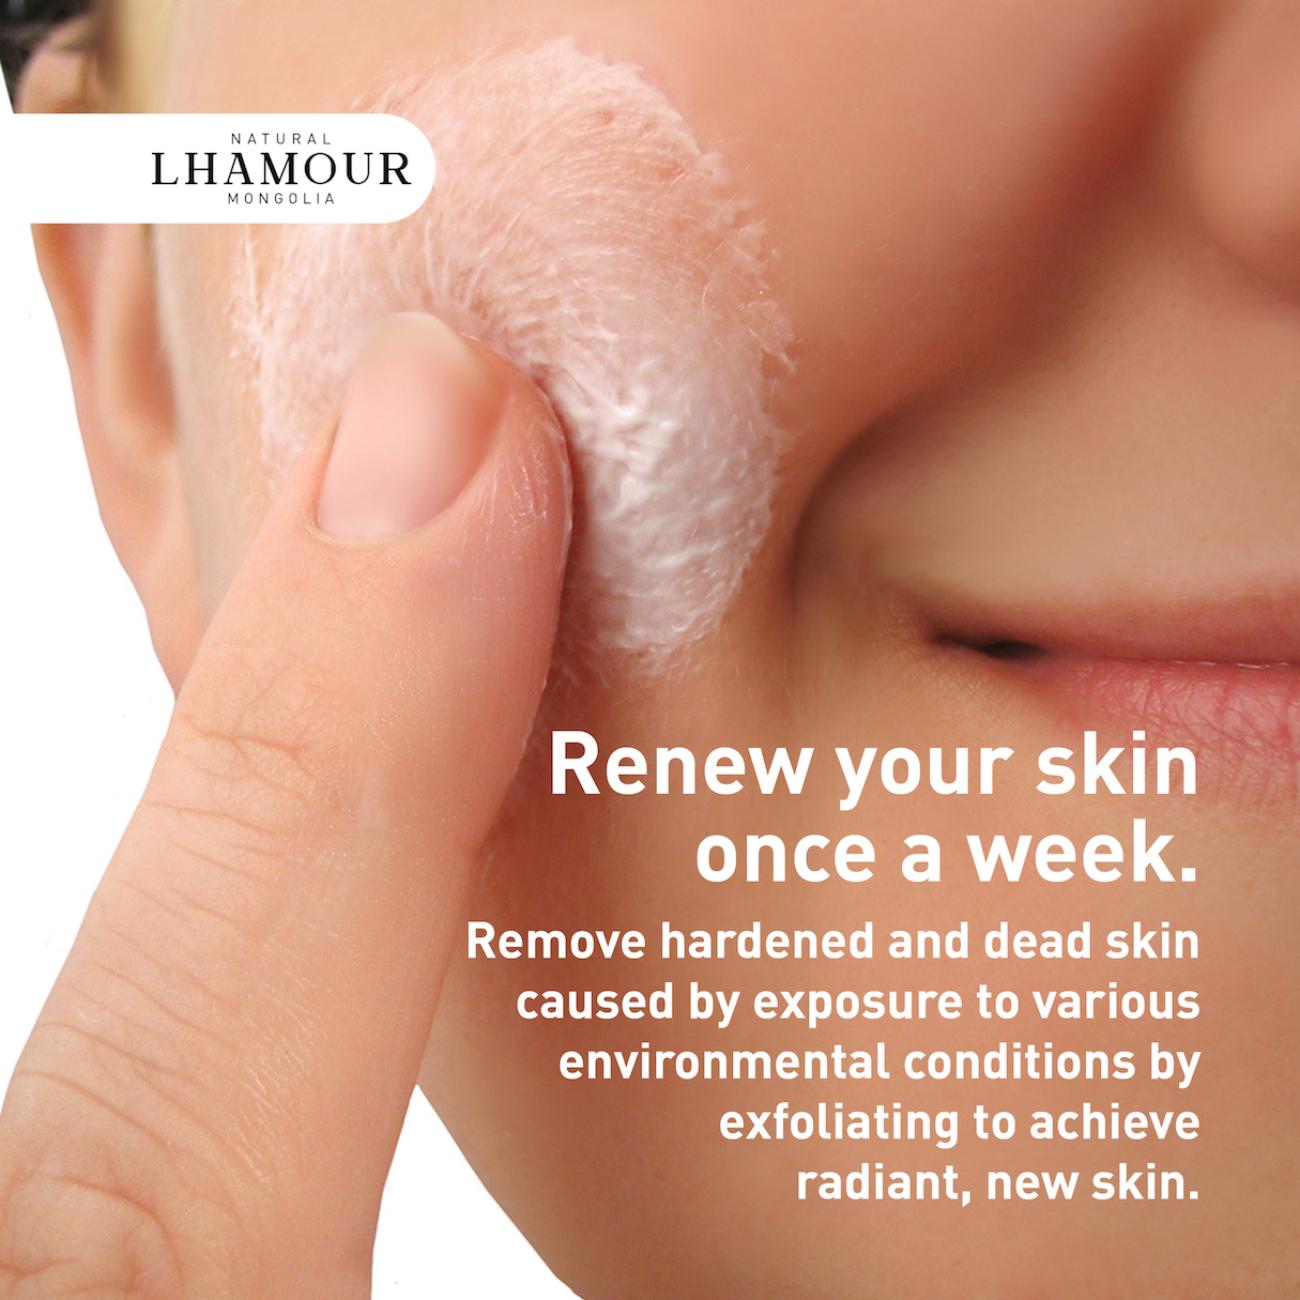 NATURAL
LHAMOUR
MONGOLIA
Renew your skin
once a week.
Remove hardened and dead skin
caused by exposure to various
environmental conditions by
exfoliating to achieve
radiant, new skin.